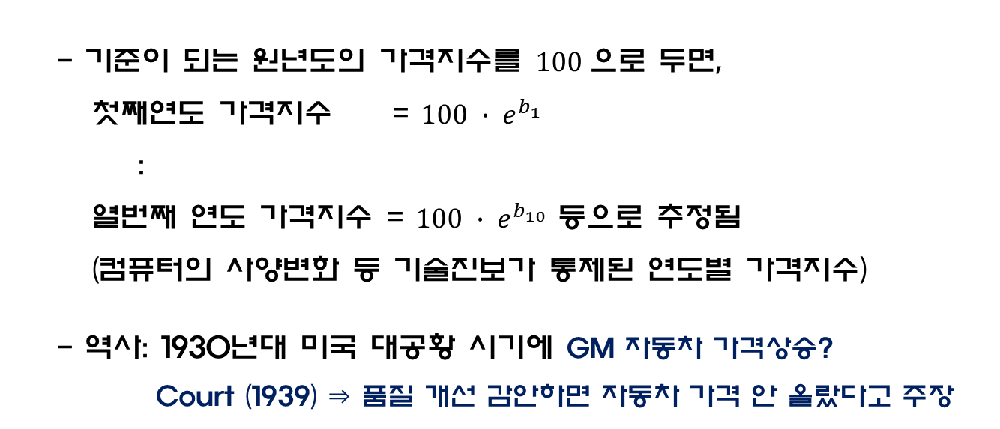 – 기준이 되는 원년도의 가격지수를 100 으로 두면,
첫째연도 가격지수 = 100 · e^{b₁}
:
열번째 연도 가격지수 = 100 · e^{b₁₀} 등으로 추정됨
(컴퓨터의 사양변화 등 기술진보가 통제된 연도별 가격지수)
– 역사: 1930년대 미국 대공황 시기에 GM 자동차 가격상승?
Court (1939) ⇒ 품질 개선 감안하면 자동차 가격 안 올랐다고 주장